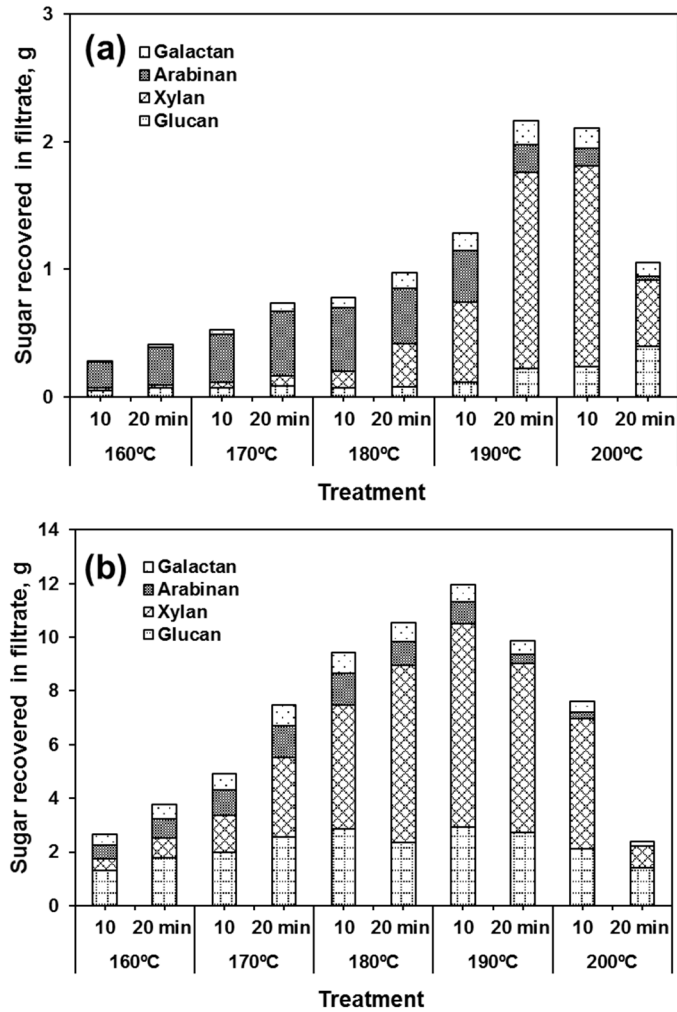 3
(a)
Galactan
Arabinan
Xylan
Glucan
2
1
0
Sugar recovered in filtrate, g
10 20 min 10 20 min 10 20 min 10 20 min 10 20 min
160ºC 170ºC 180ºC 190ºC 200ºC
Treatment
14
(b)
Galactan
Arabinan
Xylan
Glucan
12
10
8
6
4
2
0
Sugar recovered in filtrate, g
10 20 min 10 20 min 10 20 min 10 20 min 10 20 min
160ºC 170ºC 180ºC 190ºC 200ºC
Treatment